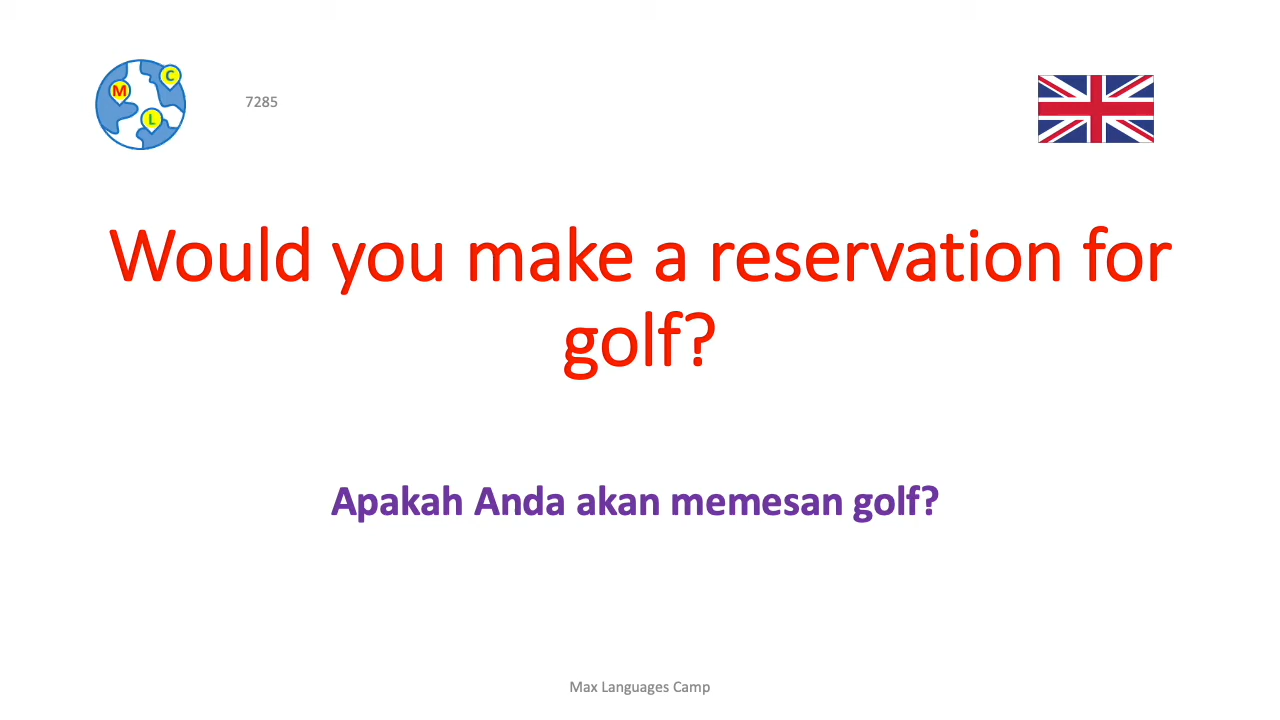 C
M
L
7285
Would you make a reservation for
golf?
Apakah Anda akan memesan golf?
Max Languages Camp